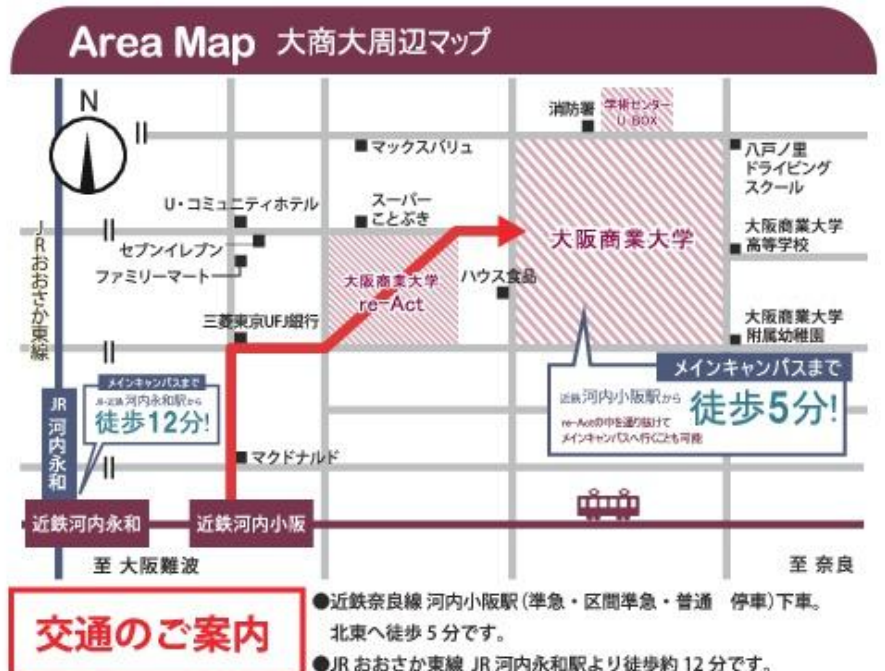 Area Map 大商大周辺マップ
N
消防署
学術センター
U-BOX
マックスバリュ
八戸ノ里
ドライビング
スクール
U・コミュニティホテル
スーパー
ことぶき
JRおおさか東線
セブンイレブン
ファミリーマート
大阪商業大学
大阪商業大学
高等学校
大阪商業大学
re-Act
ハウス食品
三菱東京UFJ銀行
大阪商業大学
附属幼稚園
メインキャンパスまで
JR・近鉄 河内永和駅から
徒歩12分!
メインキャンパスまで
近鉄 河内小阪駅から
徒歩5分!
re-Actの中を通り抜けて
メインキャンパスへ行くことも可能
JR
河内永和
マクドナルド
近鉄河内永和
近鉄河内小阪
至 大阪難波
至 奈良
交通のご案内
●近鉄奈良線 河内小阪駅(準急・区間準急・普通 停車)下車。
北東へ徒歩5分です。
●JR おおさか東線 JR 河内永和駅より徒歩約12分です。